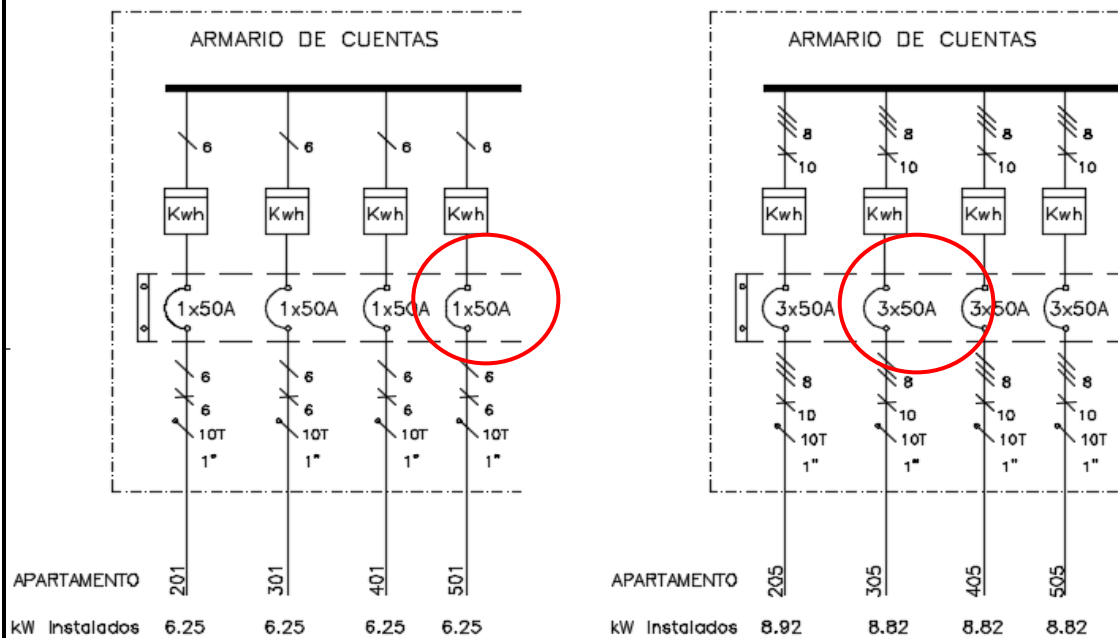 ARMARIO DE CUENTAS
6 6 6 6
Kwh Kwh Kwh Kwh
1x50A 1x50A 1x50A 1x50A
6 6 6 6
6 6 6 6
10T 10T 10T 10T
1" 1" 1" 1"
APARTAMENTO 201 301 401 501
kW Instalados 6.25 6.25 6.25 6.25
ARMARIO DE CUENTAS
8 8 8 8
10 10 10 10
Kwh Kwh Kwh Kwh
3x50A 3x50A 3x50A 3x50A
8 8 8 8
10 10 10 10
10T 10T 10T 10T
1" 1" 1" 1"
APARTAMENTO 205 305 405 505
kW Instalados 8.92 8.82 8.82 8.82